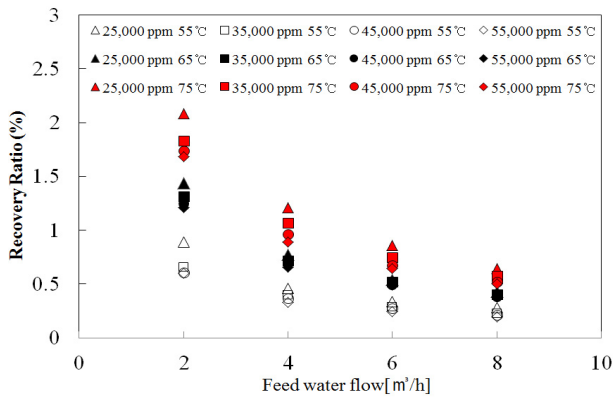 3
25,000 ppm 55℃ 35,000 ppm 55℃ 45,000 ppm 55℃ 55,000 ppm 55℃
25,000 ppm 65℃ 35,000 ppm 65℃ 45,000 ppm 65℃ 55,000 ppm 65℃
25,000 ppm 75℃ 35,000 ppm 75℃ 45,000 ppm 75℃ 55,000 ppm 75℃
2.5
2
1.5
1
0.5
0
Recovery Ratio (%)
0 2 4 6 8 10
Feed water flow[㎥/h]